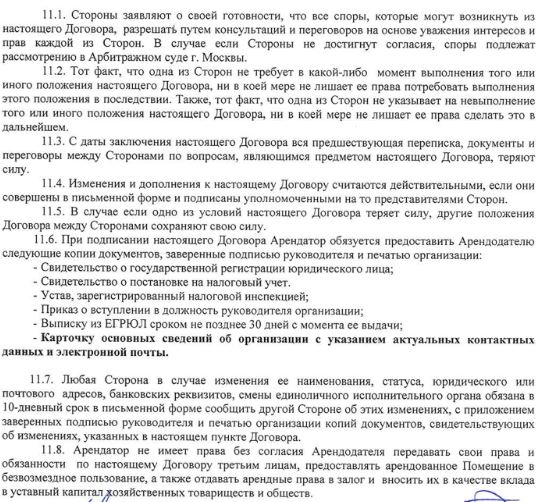 11.1. Стороны заявляют о своей готовности, что все споры, которые могут возникнуть из
настоящего Договора, разрешать путем консультаций и переговоров на основе уважения интересов и
прав каждой из Сторон. В случае если Стороны не достигнут согласия, споры подлежат
рассмотрению в Арбитражном суде г. Москвы.
11.2. Тот факт, что одна из Сторон не требует в какой-либо момент выполнения того или
иного положения настоящего Договора, ни в коей мере не лишает ее права потребовать выполнения
этого положения в последствии. Также, тот факт, что одна из Сторон не указывает на невыполнение
того или иного положения настоящего Договора, ни в коей мере не лишает ее права сделать это в
дальнейшем.
11.3. С даты заключения настоящего Договора вся предшествующая переписка, документы и
переговоры между Сторонами по вопросам, являющимся предметом настоящего Договора, теряют
силу.
11.4. Изменения и дополнения к настоящему Договору считаются действительными, если они
совершены в письменной форме и подписаны уполномоченными на то представителями Сторон.
11.5. В случае если одно из условий настоящего Договора теряет силу, другие положения
Договора между Сторонами сохраняют свою силу.
11.6. При подписании настоящего Договора Арендатор обязуется предоставить Арендодателю
следующие копии документов, заверенные подписью руководителя и печатью организации:
- Свидетельство о государственной регистрации юридического лица;
- Свидетельство о постановке на налоговый учет.
- Устав, зарегистрированный налоговой инспекцией;
- Приказ о вступлении в должность руководителя организации;
- Выписку из ЕГРЮЛ сроком не позднее 30 дней с момента ее выдачи;
- Карточку основных сведений об организации с указанием актуальных контактных
данных и электронной почты.
11.7. Любая Сторона в случае изменения ее наименования, статуса, юридического или
почтового адресов, банковских реквизитов, смены единоличного исполнительного органа обязана в
10-дневный срок в письменной форме сообщить другой Стороне об этих изменениях, с приложением
заверенных подписью руководителя и печатью организации копий документов, свидетельствующих
об изменениях, указанных в настоящем пункте Договора.
11.8. Арендатор не имеет права без согласия Арендодателя передавать свои права и
обязанности по настоящему Договору третьим лицам, предоставлять арендованное Помещение в
безвозмездное пользование, а также отдавать арендные права в залог и вносить их в качестве вклада
в уставный капитал хозяйственных товариществ и обществ.